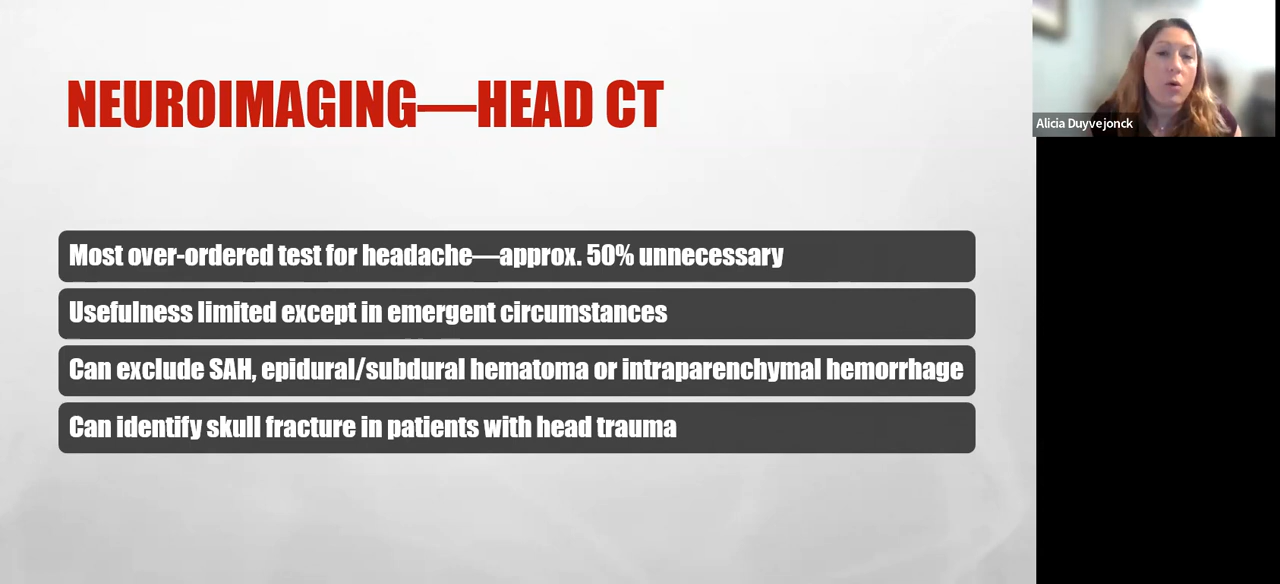 NEUROIMAGING—HEAD CT
Alicia Duyvejonck
Most over-ordered test for headache—approx. 50% unnecessary
Usefulness limited except in emergent circumstances
Can exclude SAH, epidural/subdural hematoma or intraparenchymal hemorrhage
Can identify skull fracture in patients with head trauma